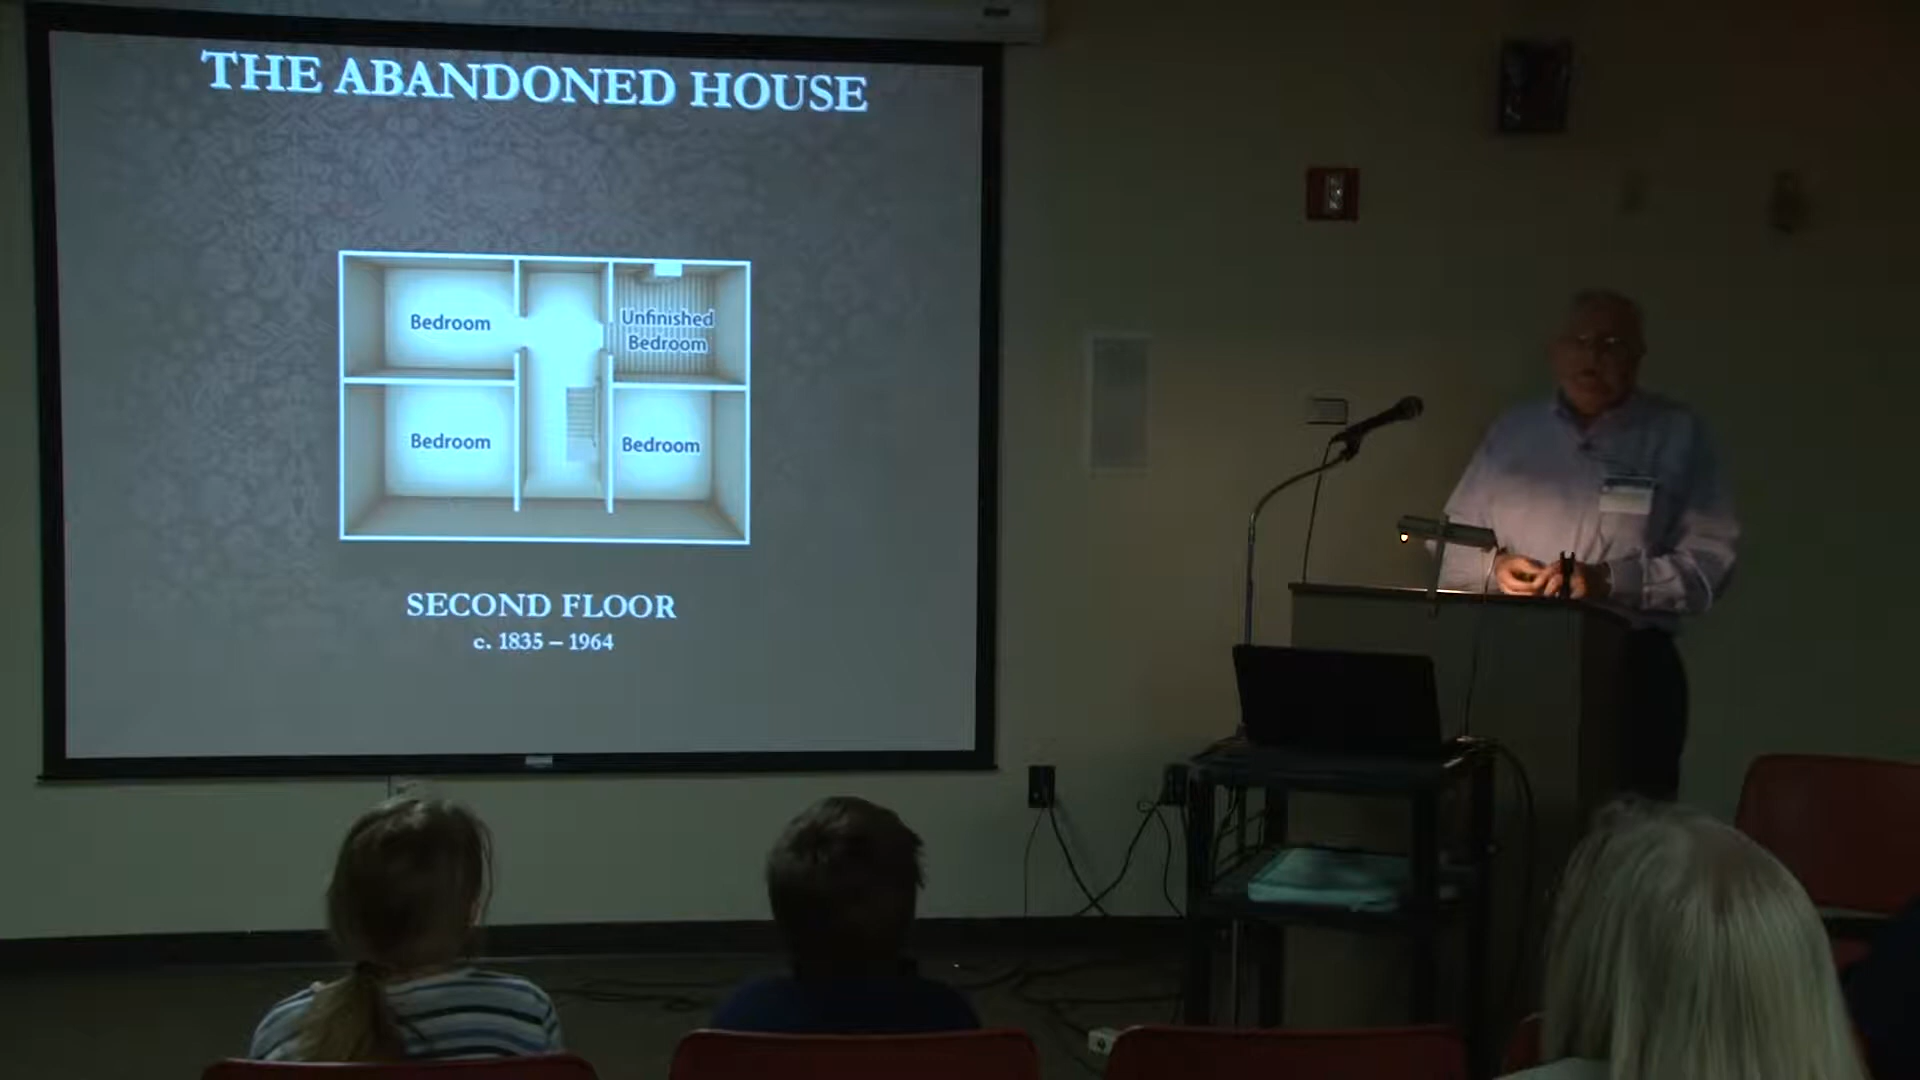 THE ABANDONED HOUSE
Bedroom
Unfinished
Bedroom
Bedroom
Bedroom
SECOND FLOOR
c. 1835 – 1964